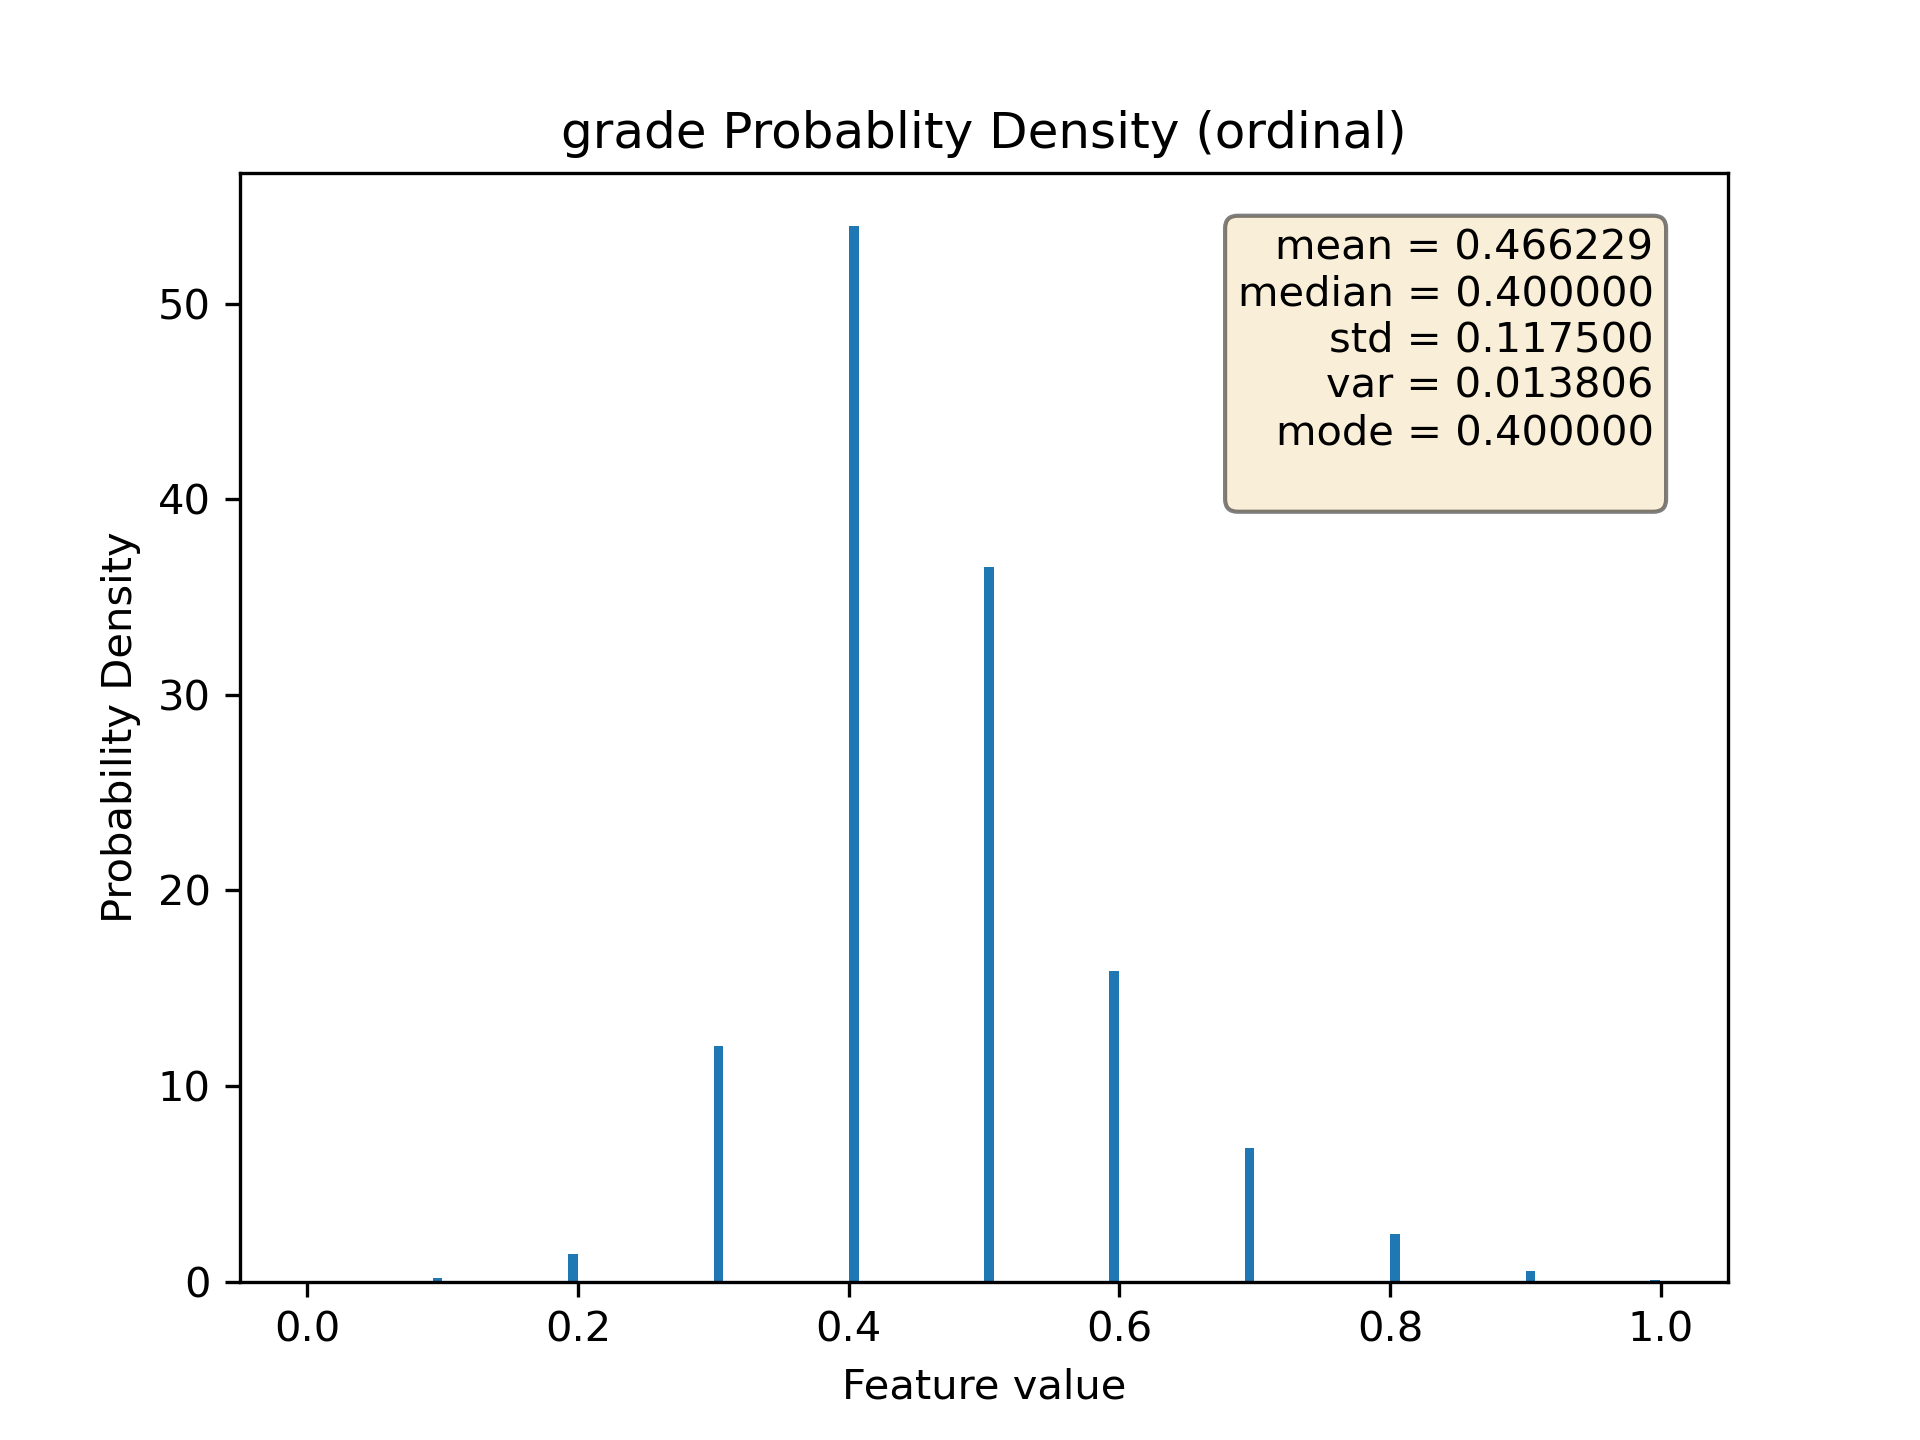 grade Probablity Density (ordinal)
mean = 0.466229
median = 0.400000
std = 0.117500
var = 0.013806
mode = 0.400000
Probability Density
50
40
30
20
10
0
0.0 0.2 0.4 0.6 0.8 1.0
Feature value